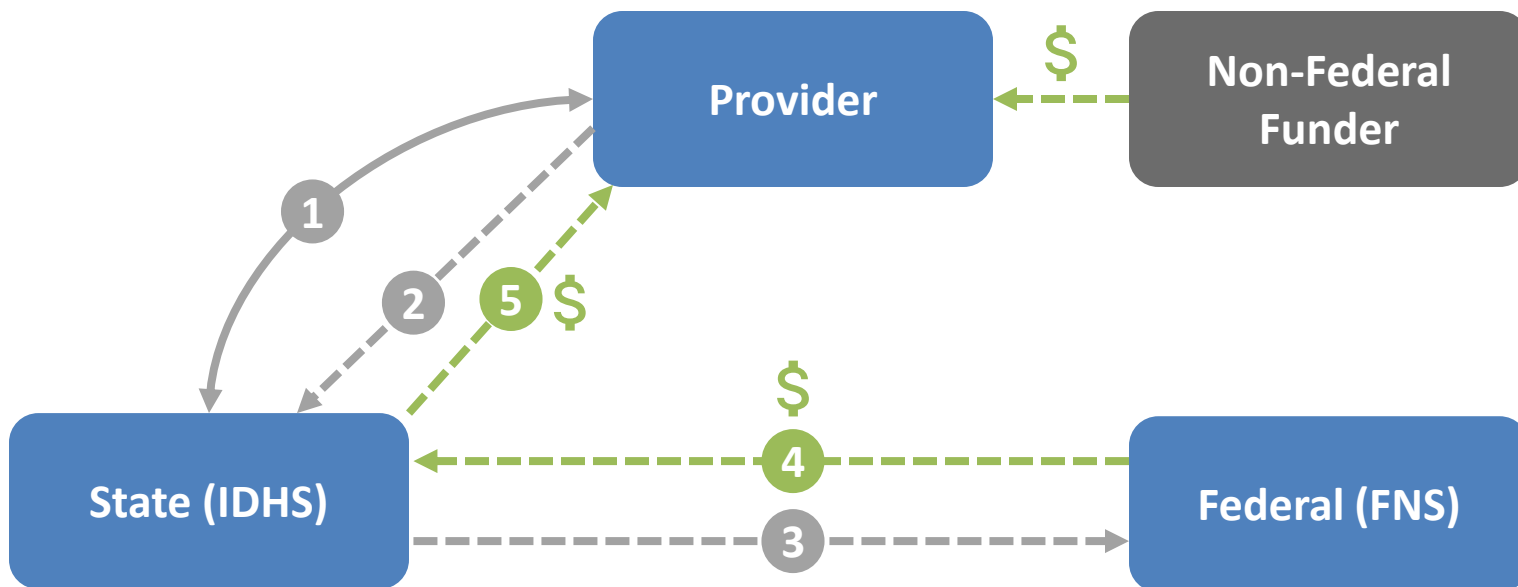 $
Provider
Non-Federal
Funder
1
2
5
$
$
4
State (IDHS)
Federal (FNS)
3